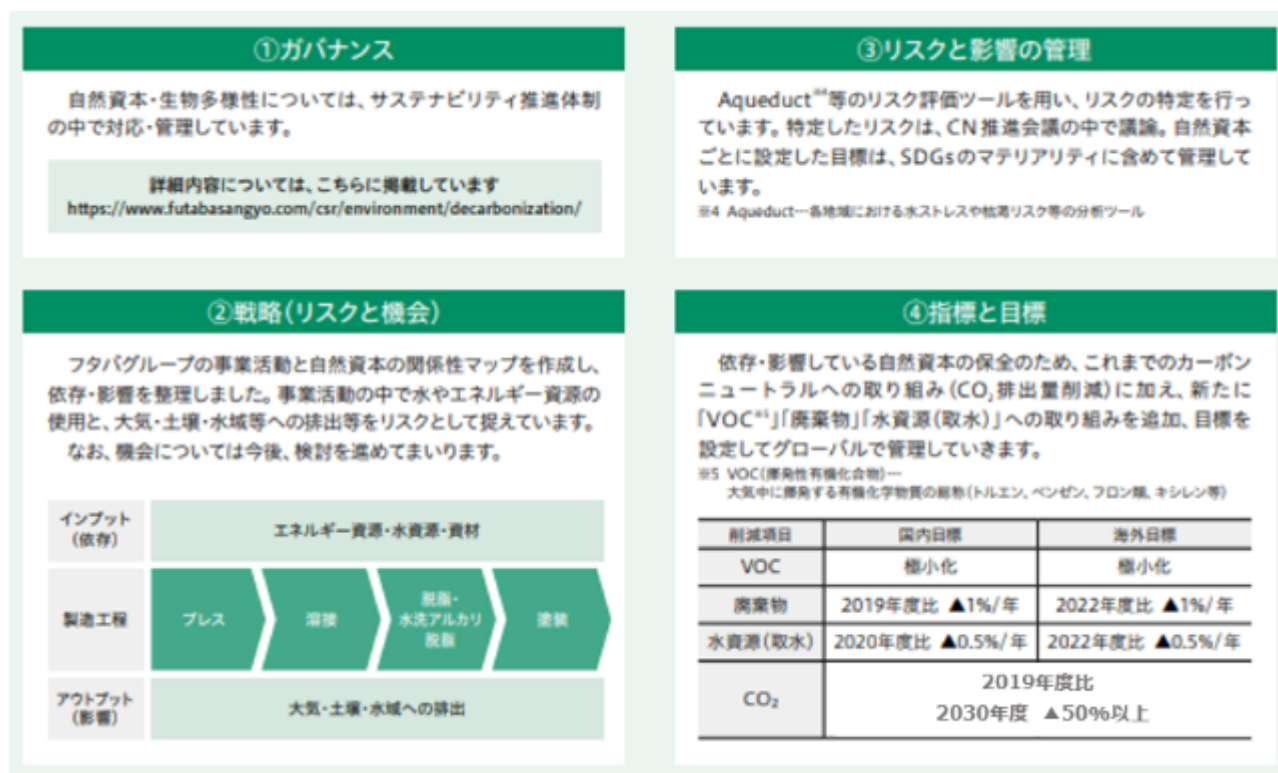 ①ガバナンス
自然資本・生物多様性については、サステナビリティ推進体制
の中で対応・管理しています。
詳細内容については、こちらに掲載しています
https://www.futabasangyo.com/csr/environment/decarbonization/
②戦略(リスクと機会)
フタバグループの事業活動と自然資本の関係性マップを作成し、
依存・影響を整理しました。事業活動の中で水やエネルギー資源の
使用と、大気・土壌・水域等への排出等をリスクとして捉えています。
なお、機会については今後、検討を進めてまいります。
インプット
(依存)
エネルギー資源・水資源・資材
製造工程
プレス
溶接
脱脂・
水洗アルカリ
脱脂
塗装
アウトプット
(影響)
大気・土壌・水域への排出
③リスクと影響の管理
Aqueduct※4等のリスク評価ツールを用い、リスクの特定を行っ
ています。特定したリスクは、CN推進会議の中で議論。自然資本
ごとに設定した目標は、SDGsのマテリアリティに含めて管理して
います。
※4 Aqueduct…各地域における水ストレスや枯渇リスク等の分析ツール
④指標と目標
依存・影響している自然資本の保全のため、これまでのカーボン
ニュートラルへの取り組み(CO₂排出量削減)に加え、新たに
「VOC※5」「廃棄物」「水資源(取水)」への取り組みを追加、目標を
設定してグローバルで管理していきます。
※5 VOC(揮発性有機化合物)…
大気中に揮発する有機化学物質の総称(トルエン、ベンゼン、フロン類、キシレン等)
削減項目 国内目標 海外目標
VOC 極小化 極小化
廃棄物 2019年度比 ▲1%/年 2022年度比 ▲1%/年
水資源(取水) 2020年度比 ▲0.5%/年 2022年度比 ▲0.5%/年
CO₂ 2019年度比
2030年度 ▲50%以上